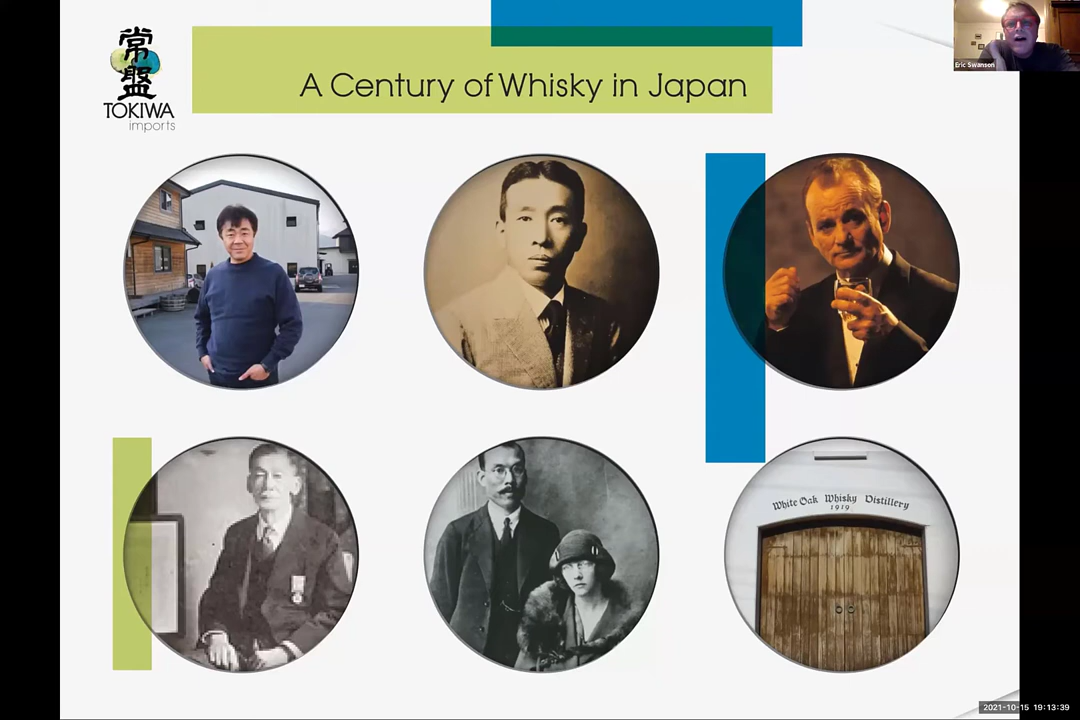 常
盤
TOKIWA
imports
A Century of Whisky in Japan
Eric Swanson
White Oak Whisky Distillery
1919
2021-10-15 19:13:39